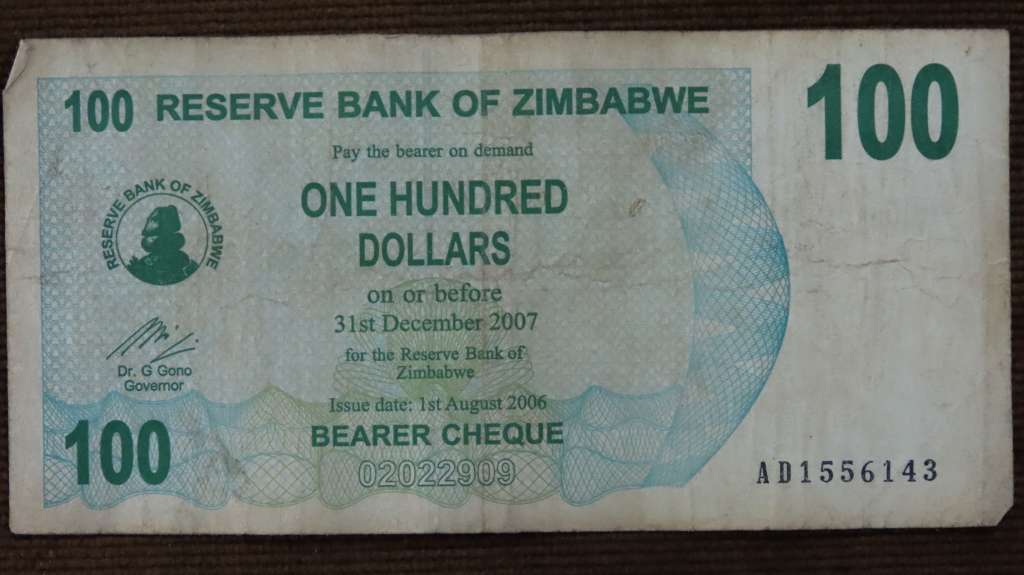 100 RESERVE BANK OF ZIMBABWE
100
Pay the bearer on demand
ONE HUNDRED
DOLLARS
RESERVE BANK OF ZIMBABWE
on or before
31st December 2007
for the Reserve Bank of
Zimbabwe
Dr. G Gono
Governor
Issue date: 1st August 2006
100
BEARER CHEQUE
02022909
AD1556143